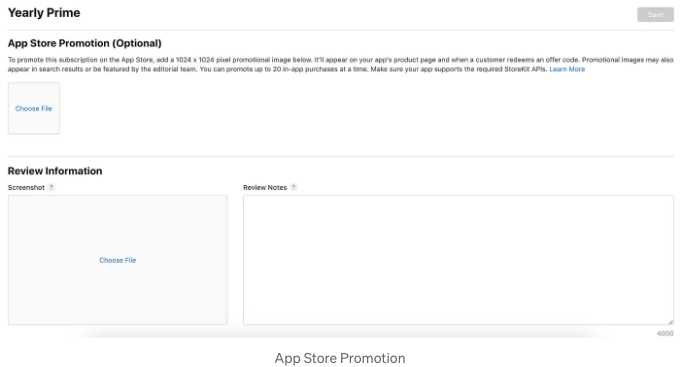 Yearly Prime
Save
App Store Promotion (Optional)
To promote this subscription on the App Store, add a 1024 x 1024 pixel promotional image below. It'll appear on your app's product page and when a customer redeems an offer code. Promotional images may also
appear in search results or be featured by the editorial team. You can promote up to 20 in-app purchases at a time. Make sure your app supports the required StoreKit APIs. Learn More
Choose File
Review Information
Screenshot ?
Review Notes ?
Choose File
4000
App Store Promotion